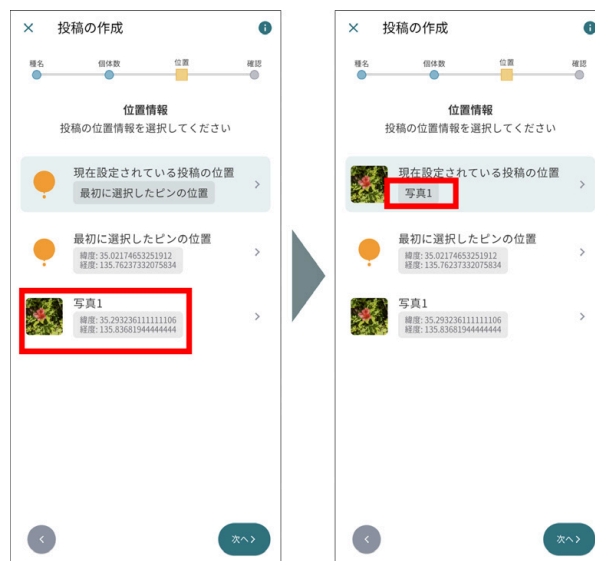 投稿の作成
種名
個体数
位置
確認
位置情報
投稿の位置情報を選択してください
現在設定されている投稿の位置
最初に選択したピンの位置
最初に選択したピンの位置
緯度: 35.02174653251912
経度: 135.76237332075834
写真1
緯度: 35.293236111111106
経度: 135.83681944444444
次へ
投稿の作成
種名
個体数
位置
確認
位置情報
投稿の位置情報を選択してください
現在設定されている投稿の位置
写真1
最初に選択したピンの位置
緯度: 35.02174653251912
経度: 135.76237332075834
写真1
緯度: 35.293236111111106
経度: 135.83681944444444
次へ